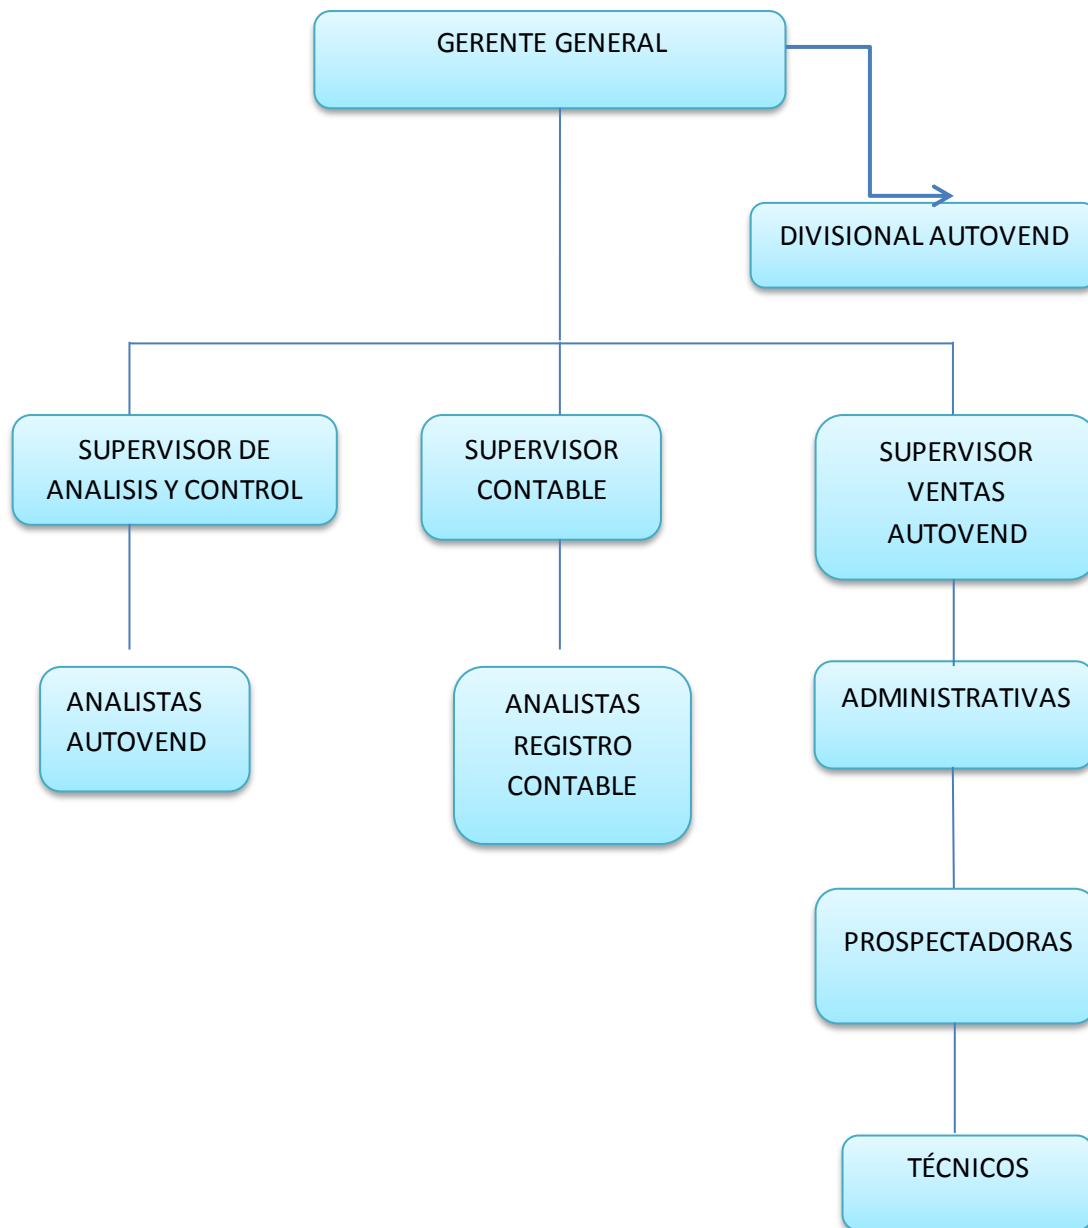 GERENTE GENERAL
DIVISIONAL AUTOVEND
SUPERVISOR DE
ANALISIS Y CONTROL
SUPERVISOR
CONTABLE
SUPERVISOR
VENTAS
AUTOVEND
ANALISTAS
AUTOVEND
ANALISTAS
REGISTRO
CONTABLE
ADMINISTRATIVAS
PROSPECTADORAS
TÉCNICOS